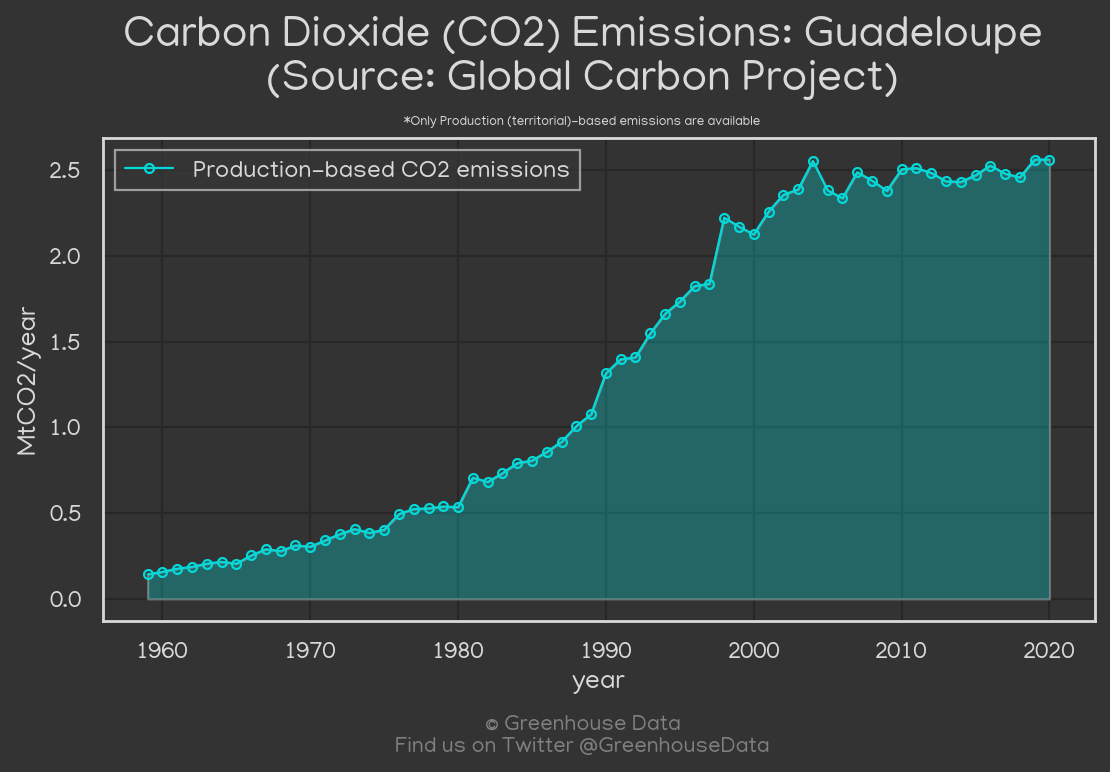 Carbon Dioxide (CO2) Emissions: Guadeloupe
(Source: Global Carbon Project)
*Only Production (territorial)-based emissions are available
Production-based CO2 emissions
2.5
2.0
1.5
1.0
0.5
0.0
MtCO2/year
1960 1970 1980 1990 2000 2010 2020
year
© Greenhouse Data
Find us on Twitter @GreenhouseData